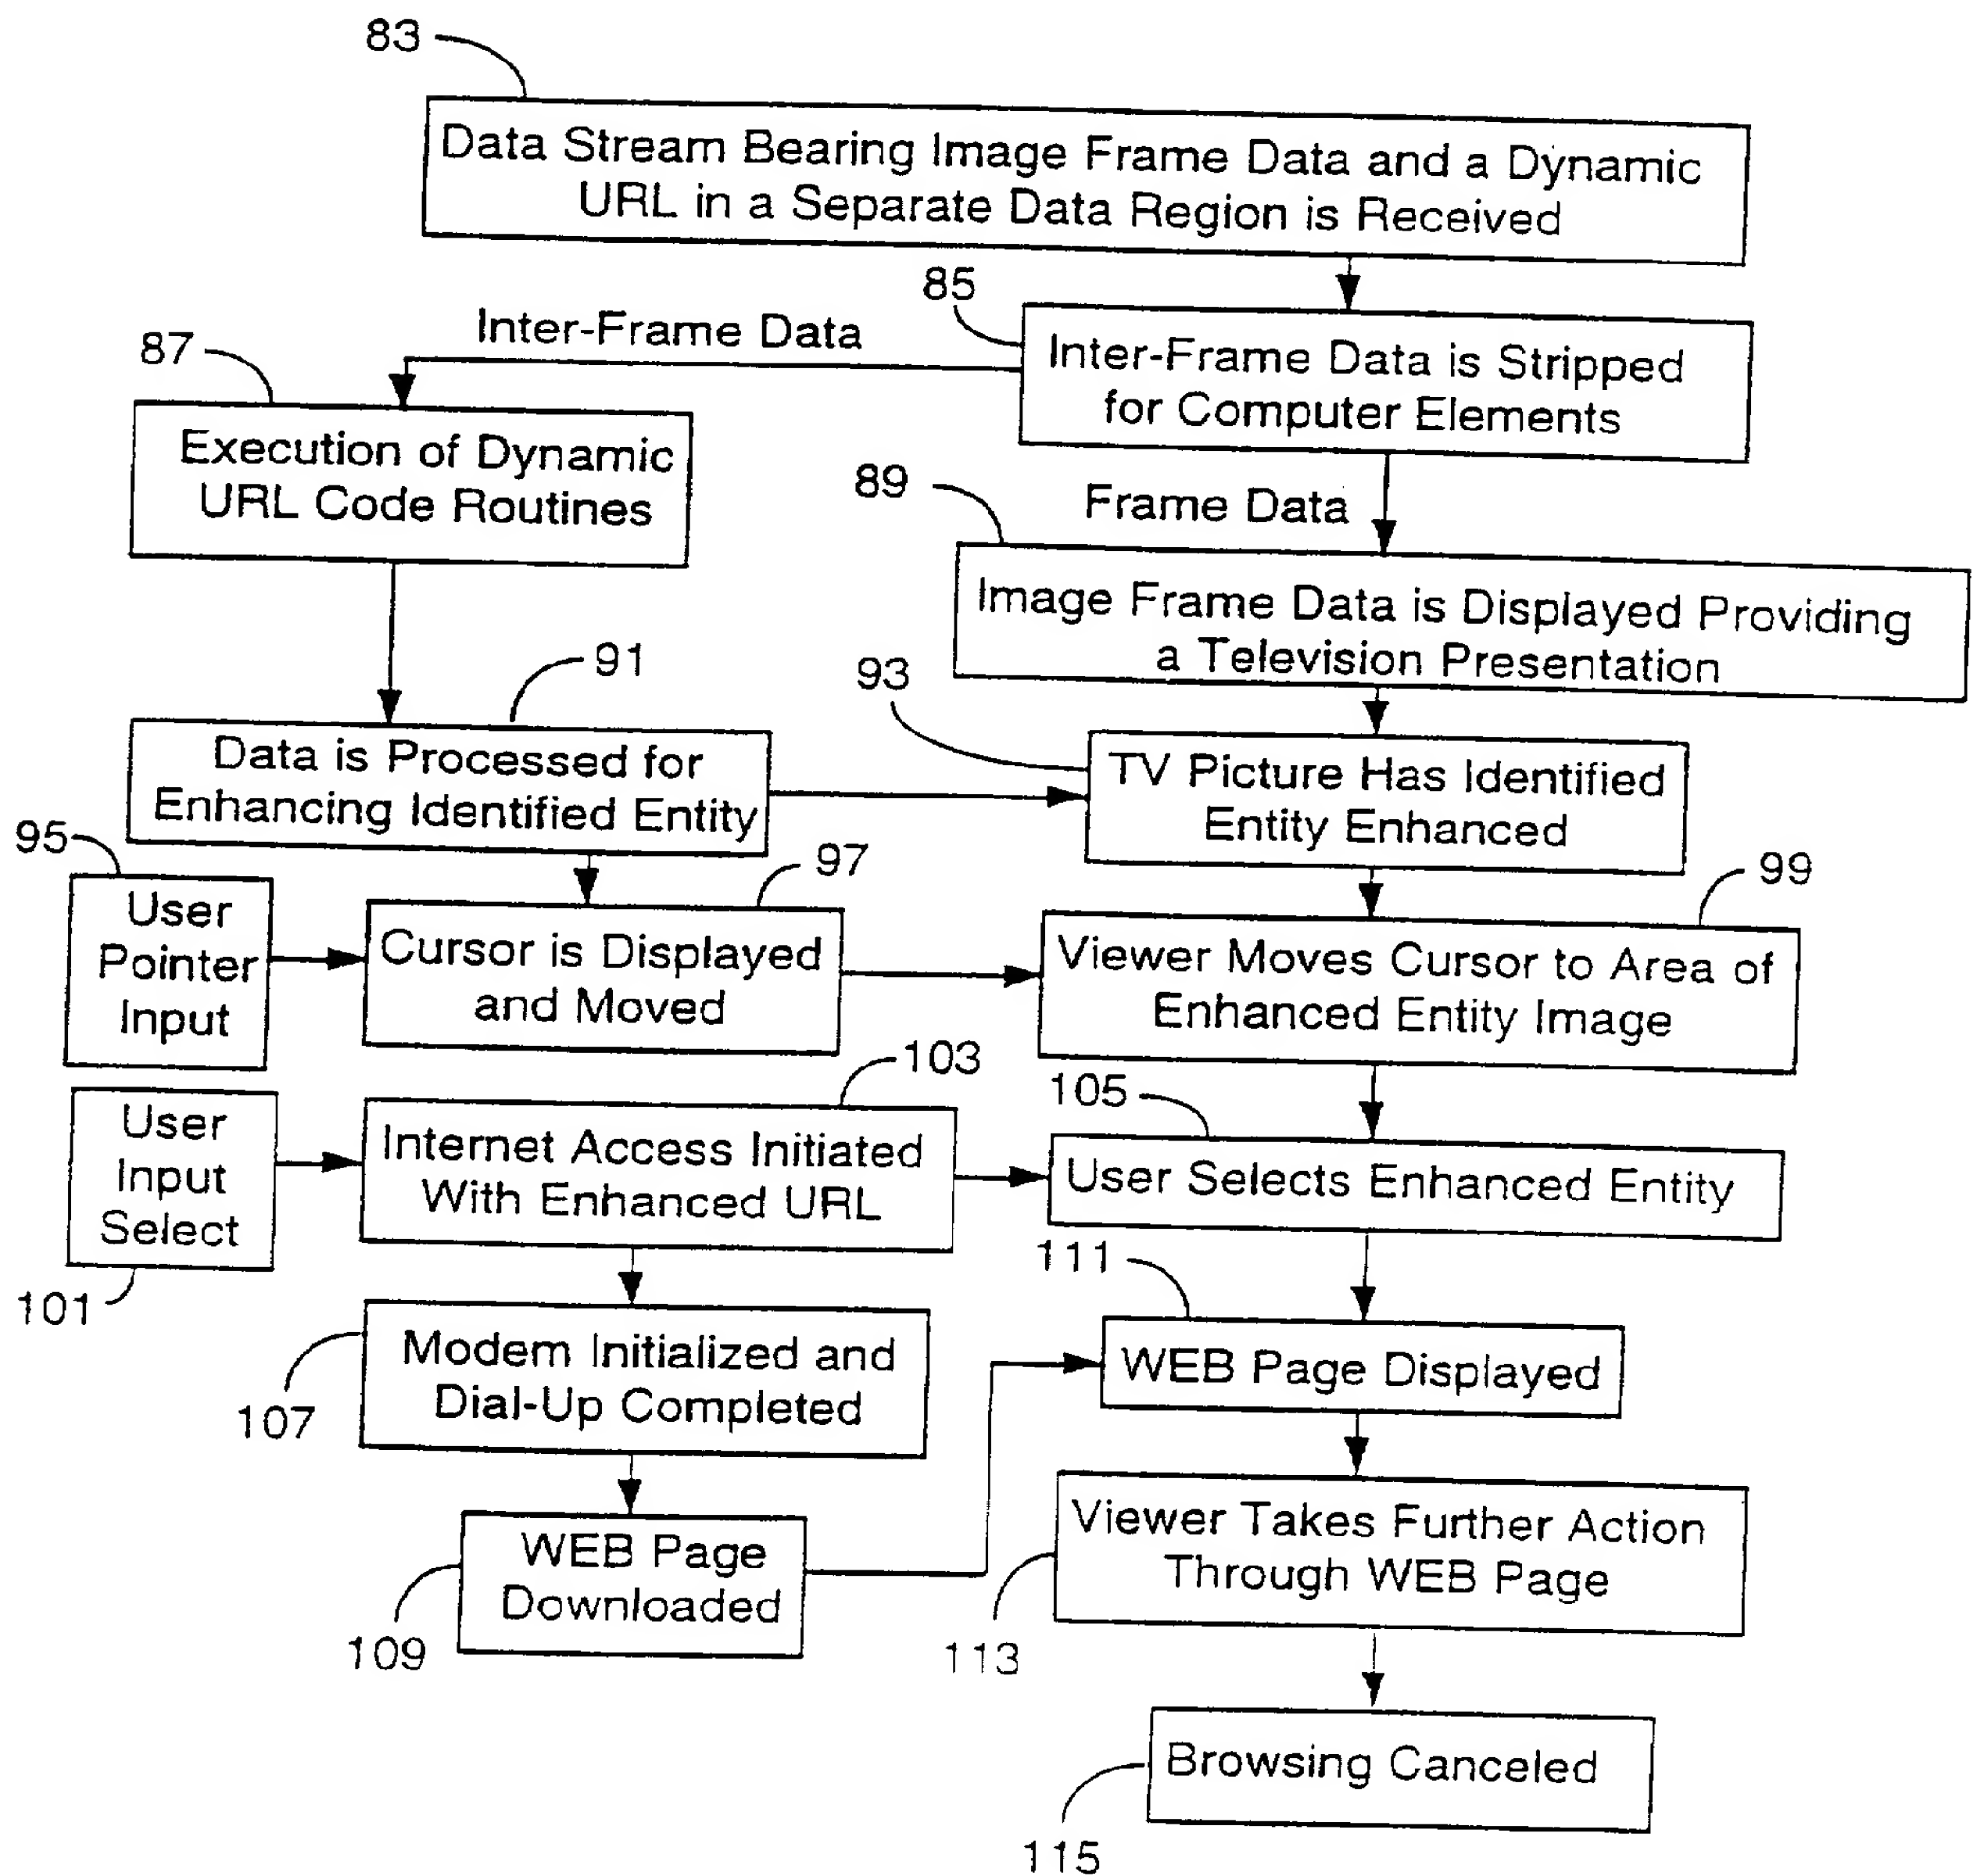 83
Data Stream Bearing Image Frame Data and a Dynamic
URL in a Separate Data Region is Received
85
Inter-Frame Data
87
Inter-Frame Data is Stripped
for Computer Elements
Execution of Dynamic
URL Code Routines
89
Frame Data
Image Frame Data is Displayed Providing
a Television Presentation
91
93
Data is Processed for
Enhancing Identified Entity
TV Picture Has Identified
Entity Enhanced
95
97
99
User
Pointer
Input
Cursor is Displayed
and Moved
Viewer Moves Cursor to Area of
Enhanced Entity Image
103
105
User
Input
Select
Internet Access Initiated
With Enhanced URL
User Selects Enhanced Entity
101
111
Modem Initialized and
Dial-Up Completed
107
WEB Page Displayed
WEB Page
Downloaded
109
Viewer Takes Further Action
Through WEB Page
113
Browsing Canceled
115